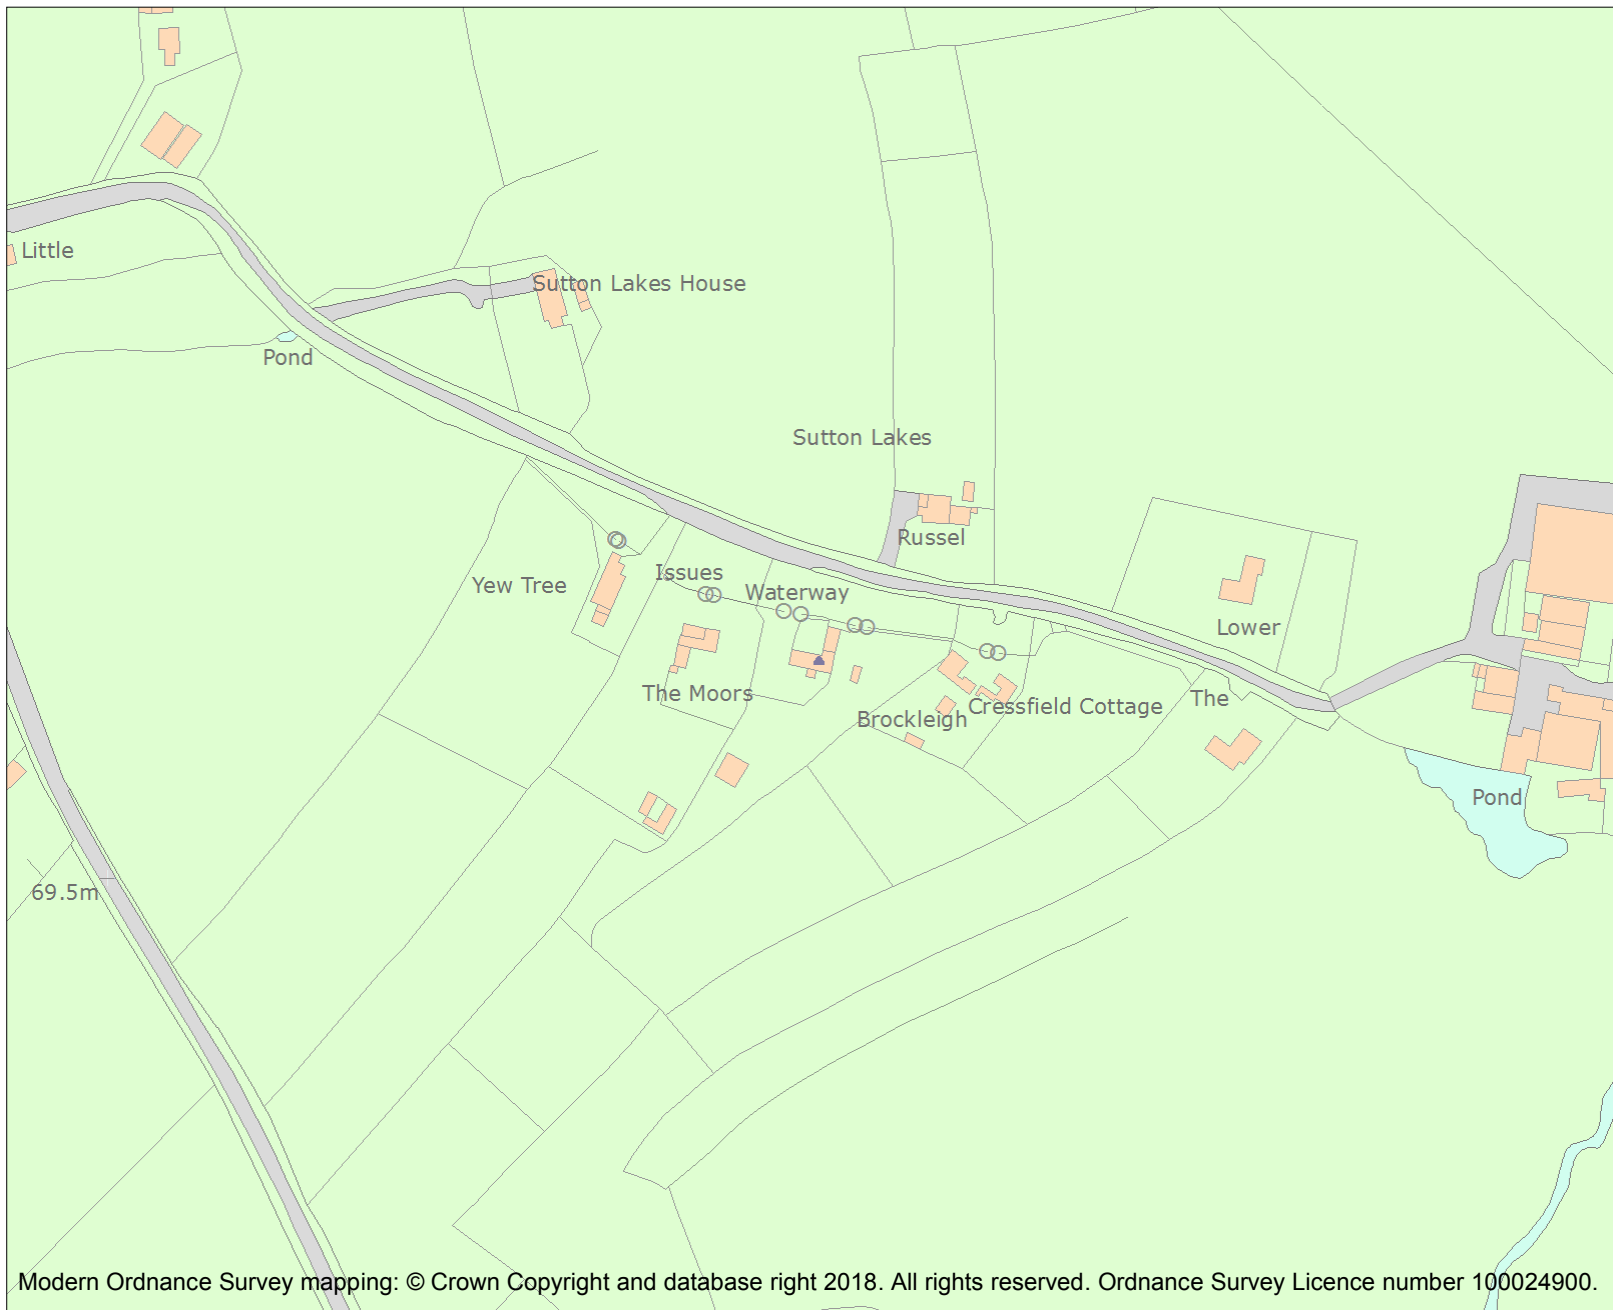 Little
Sutton Lakes House
Pond
Sutton Lakes
Russel
Issues
Yew Tree
Waterway
Lower
The Moors
The
Cressfield Cottage
Brockleigh
Pond
69.5m
Modern Ordnance Survey mapping: © Crown Copyright and database right 2018. All rights reserved. Ordnance Survey Licence number 100024900.